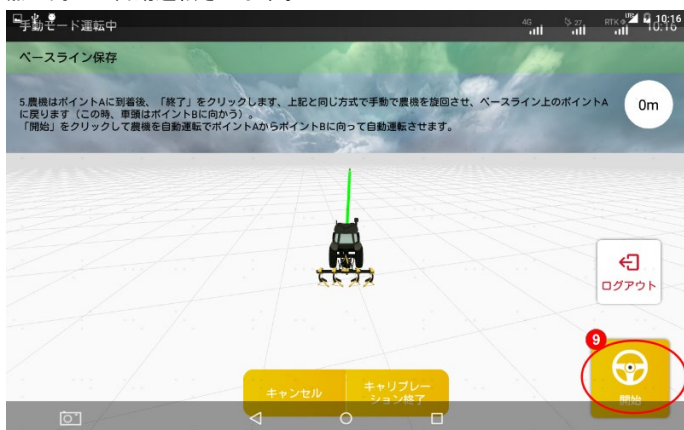 手動モード運転中
4G
27
RTK
LTE
10:16
10:16
ベースライン保存
5.農機はポイントAに到着後、「終了」をクリックします、上記と同じ方式で手動で農機を旋回させ、ベースライン上のポイントA
に戻ります（この時、車頭はポイントBに向かう）。
「開始」をクリックして農機を自動運転でポイントAからポイントBに向って自動運転させます。
0m
ログアウト
9
開始
キャンセル
キャリブレー
ション終了